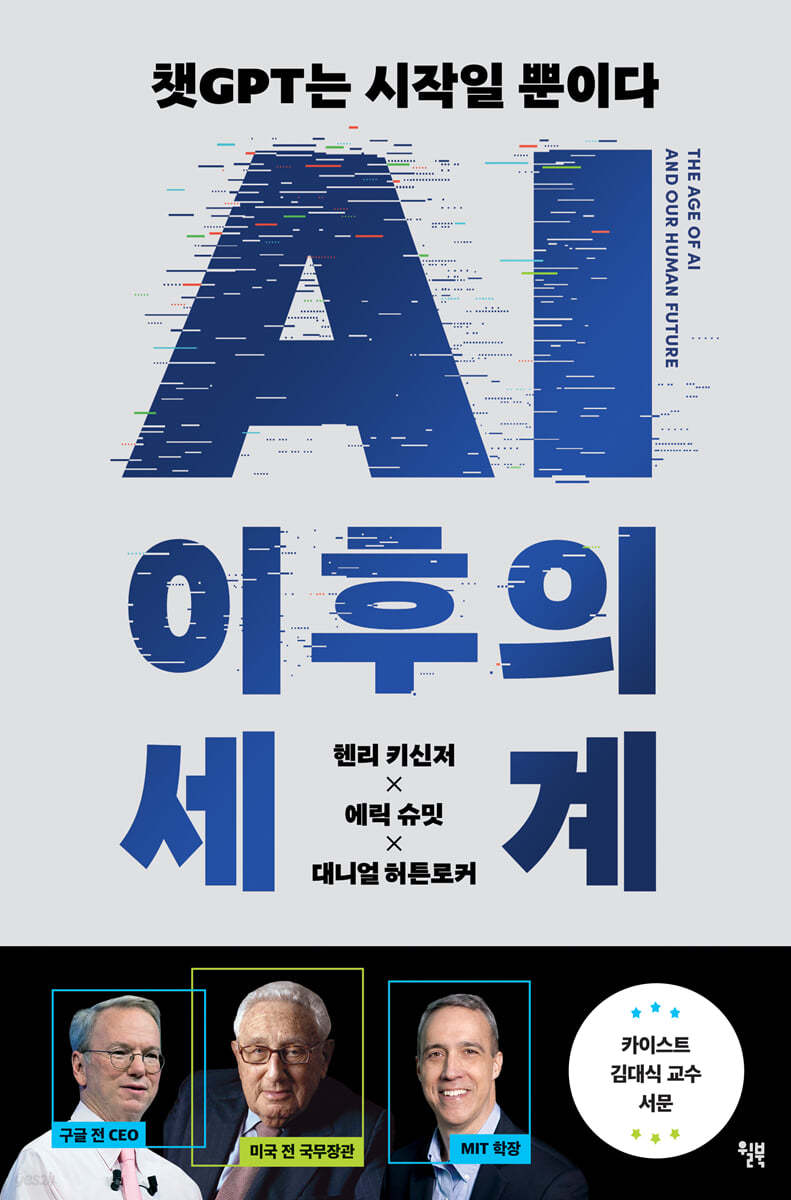 챗GPT는 시작일 뿐이다
AI
THE AGE OF AI
AND OUR HUMAN FUTURE
이후의
세계
헨리 키신저
×
에릭 슈밋
×
대니얼 허튼로커
구글 전 CEO
미국 전 국무장관
MIT 학장
카이스트
김대식 교수
서문
윌북
yes24